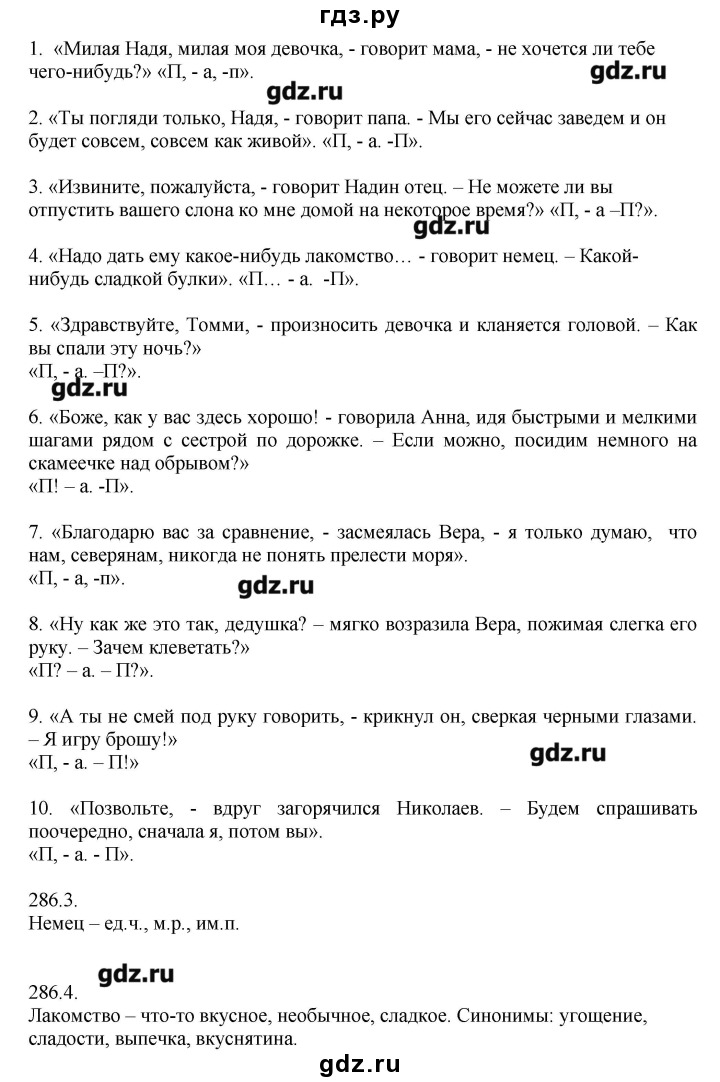 гдз.ру
1. «Милая Надя, милая моя девочка, - говорит мама, - не хочется ли тебе
чего-нибудь?» «П, - а, -п».
gdz.ru
gdz.ru
2. «Ты погляди только, Надя, - говорит папа. - Мы его сейчас заведем и он
будет совсем, совсем как живой». «П, - а. -П».
3. «Извините, пожалуйста, - говорит Надин отец. – Не можете ли вы
отпустить вашего слона ко мне домой на некоторое время?» «П, - а –П?».
gdz.ru
4. «Надо дать ему какое-нибудь лакомство… - говорит немец. – Какой-
нибудь сладкой булки». «П… - а. -П».
5. «Здравствуйте, Томми, - произносить девочка и кланяется головой. – Как
вы спали эту ночь?»
«П, - а. –П?».
gdz.ru
6. «Боже, как у вас здесь хорошо! - говорила Анна, идя быстрыми и мелкими
шагами рядом с сестрой по дорожке. – Если можно, посидим немного на
скамеечке над обрывом?»
«П! – а. -П».
7. «Благодарю вас за сравнение, - засмеялась Вера, - я только думаю, что
нам, северянам, никогда не понять прелести моря».
«П, - а, -п».
gdz.ru
8. «Ну как же это так, дедушка? – мягко возразила Вера, пожимая слегка его
руку. – Зачем клеветать?»
«П? – а. – П?».
9. «А ты не смей под руку говорить, - крикнул он, сверкая черными глазами.
– Я игру брошу!»
«П, - а. – П!»
gdz.ru
10. «Позвольте, - вдруг загорячился Николаев. – Будем спрашивать
поочередно, сначала я, потом вы».
«П, - а. - П».
286.3.
Немец – ед.ч., м.р., им.п.
gdz.ru
286.4.
Лакомство – что-то вкусное, необычное, сладкое. Синонимы: угощение,
сладости, выпечка, вкуснятина.
gdz.ru